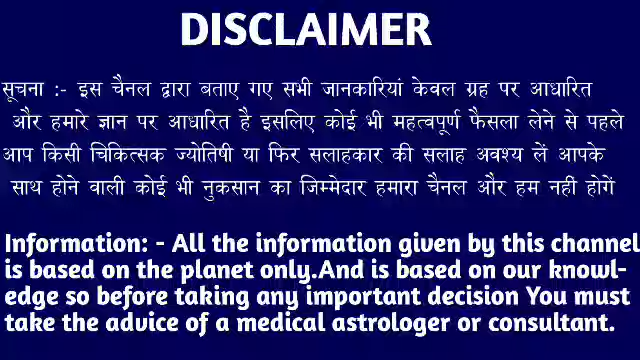 DISCLAIMER
सूचना :- इस चैनल द्वारा बताए गए सभी जानकारियां केवल ग्रह पर आधारित
और हमारे ज्ञान पर आधारित है इसलिए कोई भी महत्वपूर्ण फैसला लेने से पहले
आप किसी चिकित्सक ज्योतिषी या फिर सलाहकार की सलाह अवश्य लें आपके
साथ होने वाली कोई भी नुकसान का जिम्मेदार हमारा चैनल और हम नहीं होगें
Information: - All the information given by this channel
is based on the planet only.And is based on our knowl-
edge so before taking any important decision You must
take the advice of a medical astrologer or consultant.